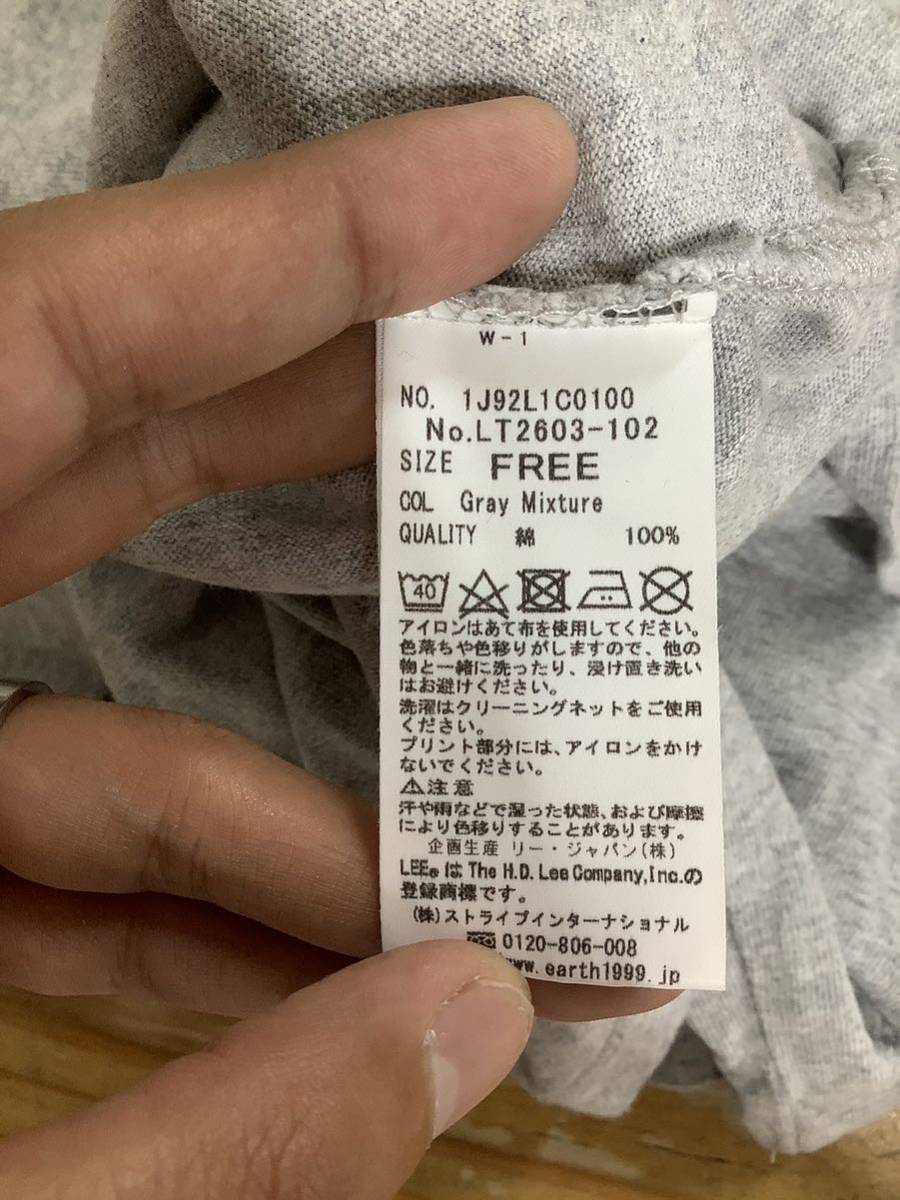 W-1
NO. 1J92L1C0100
No.LT2603-102
SIZE FREE
COL Gray Mixture
QUALITY 綿 100%
40
アイロンはあて布を使用してください。
色落ちや色移りがしますので、他の
物と一緒に洗ったり、浸け置き洗い
はお避けください。
洗濯はクリーニングネットをご使用
ください。
プリント部分には、アイロンをかけ
ないでください。
⚠注意
汗や雨などで湿った状態、および摩擦
により色移りすることがあります。
企画生産 リー・ジャパン(株)
LEE®は The H.D. Lee Company,Inc.の
登録商標です。
(株)ストライプインターナショナル
0120-806-008
www.earth1999.jp